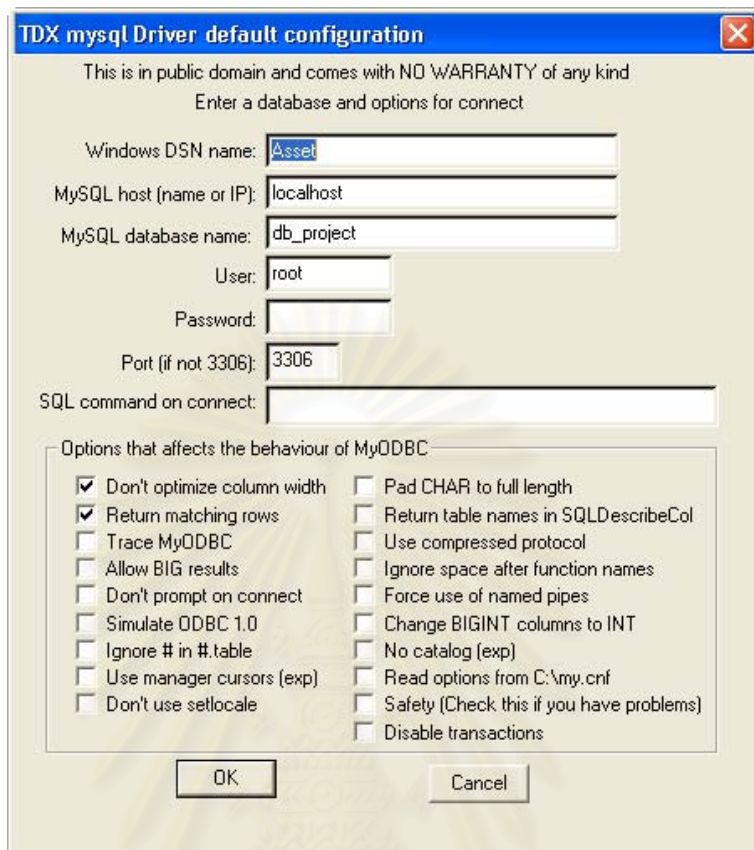 TDX mysql Driver default configuration
This is in public domain and comes with NO WARRANTY of any kind
Enter a database and options for connect
Windows DSN name: Asset
MySQL host (name or IP): localhost
MySQL database name: db_project
User: root
Password:
Port (if not 3306): 3306
SQL command on connect:
Options that affects the behaviour of MyODBC
Don't optimize column width
Return matching rows
Trace MyODBC
Allow BIG results
Don't prompt on connect
Simulate ODBC 1.0
Ignore # in #.table
Use manager cursors (exp)
Don't use setlocale
Pad CHAR to full length
Return table names in SQLDescribeCol
Use compressed protocol
Ignore space after function names
Force use of named pipes
Change BIGINT columns to INT
No catalog (exp)
Read options from C:\my.cnf
Safety (Check this if you have problems)
Disable transactions
OK
Cancel